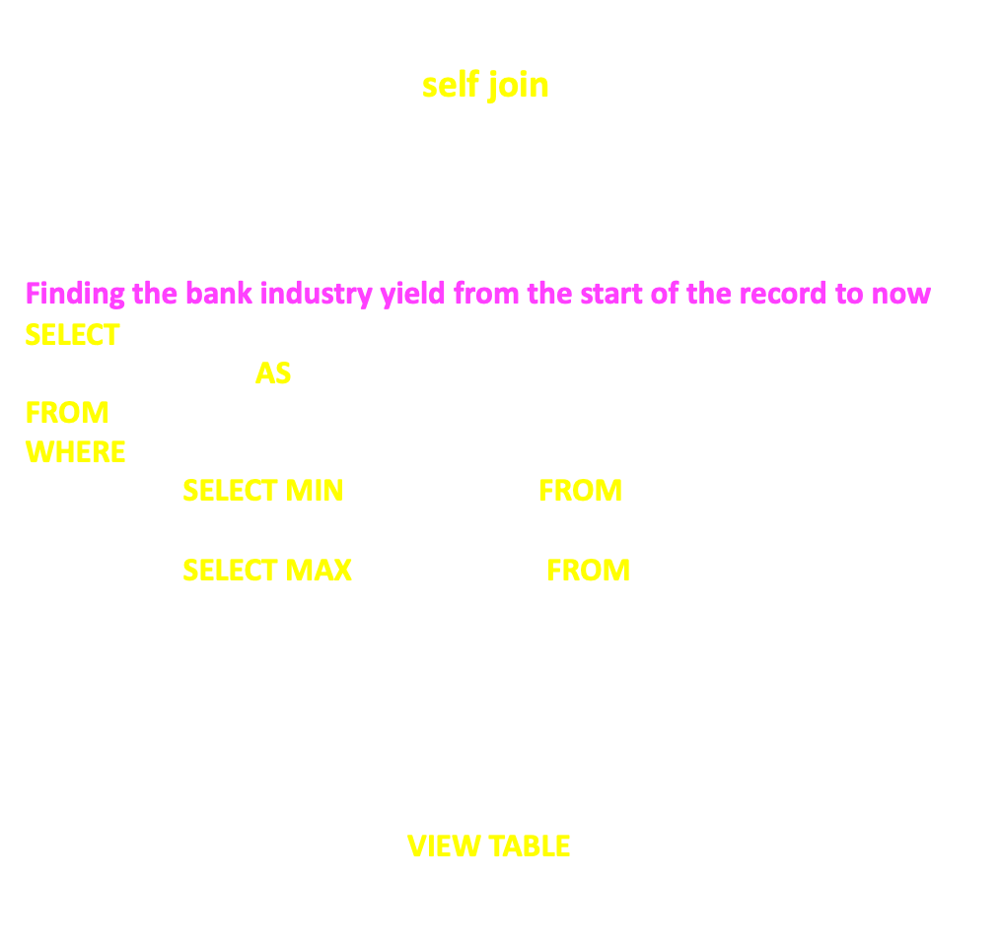 self join
Finding the bank industry yield from the start of the record to now
SELECT
AS
FROM
WHERE
SELECT MIN FROM
SELECT MAX FROM
VIEW TABLE